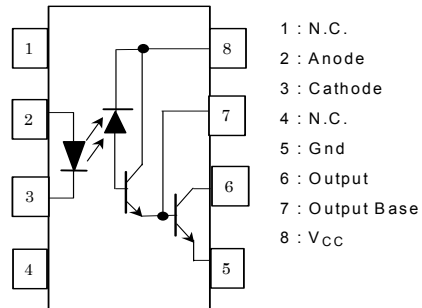 1
2
3
4
8
7
6
5
1 : N.C.
2 : Anode
3 : Cathode
4 : N.C.
5 : Gnd
6 : Output
7 : Output Base
8 : VCC